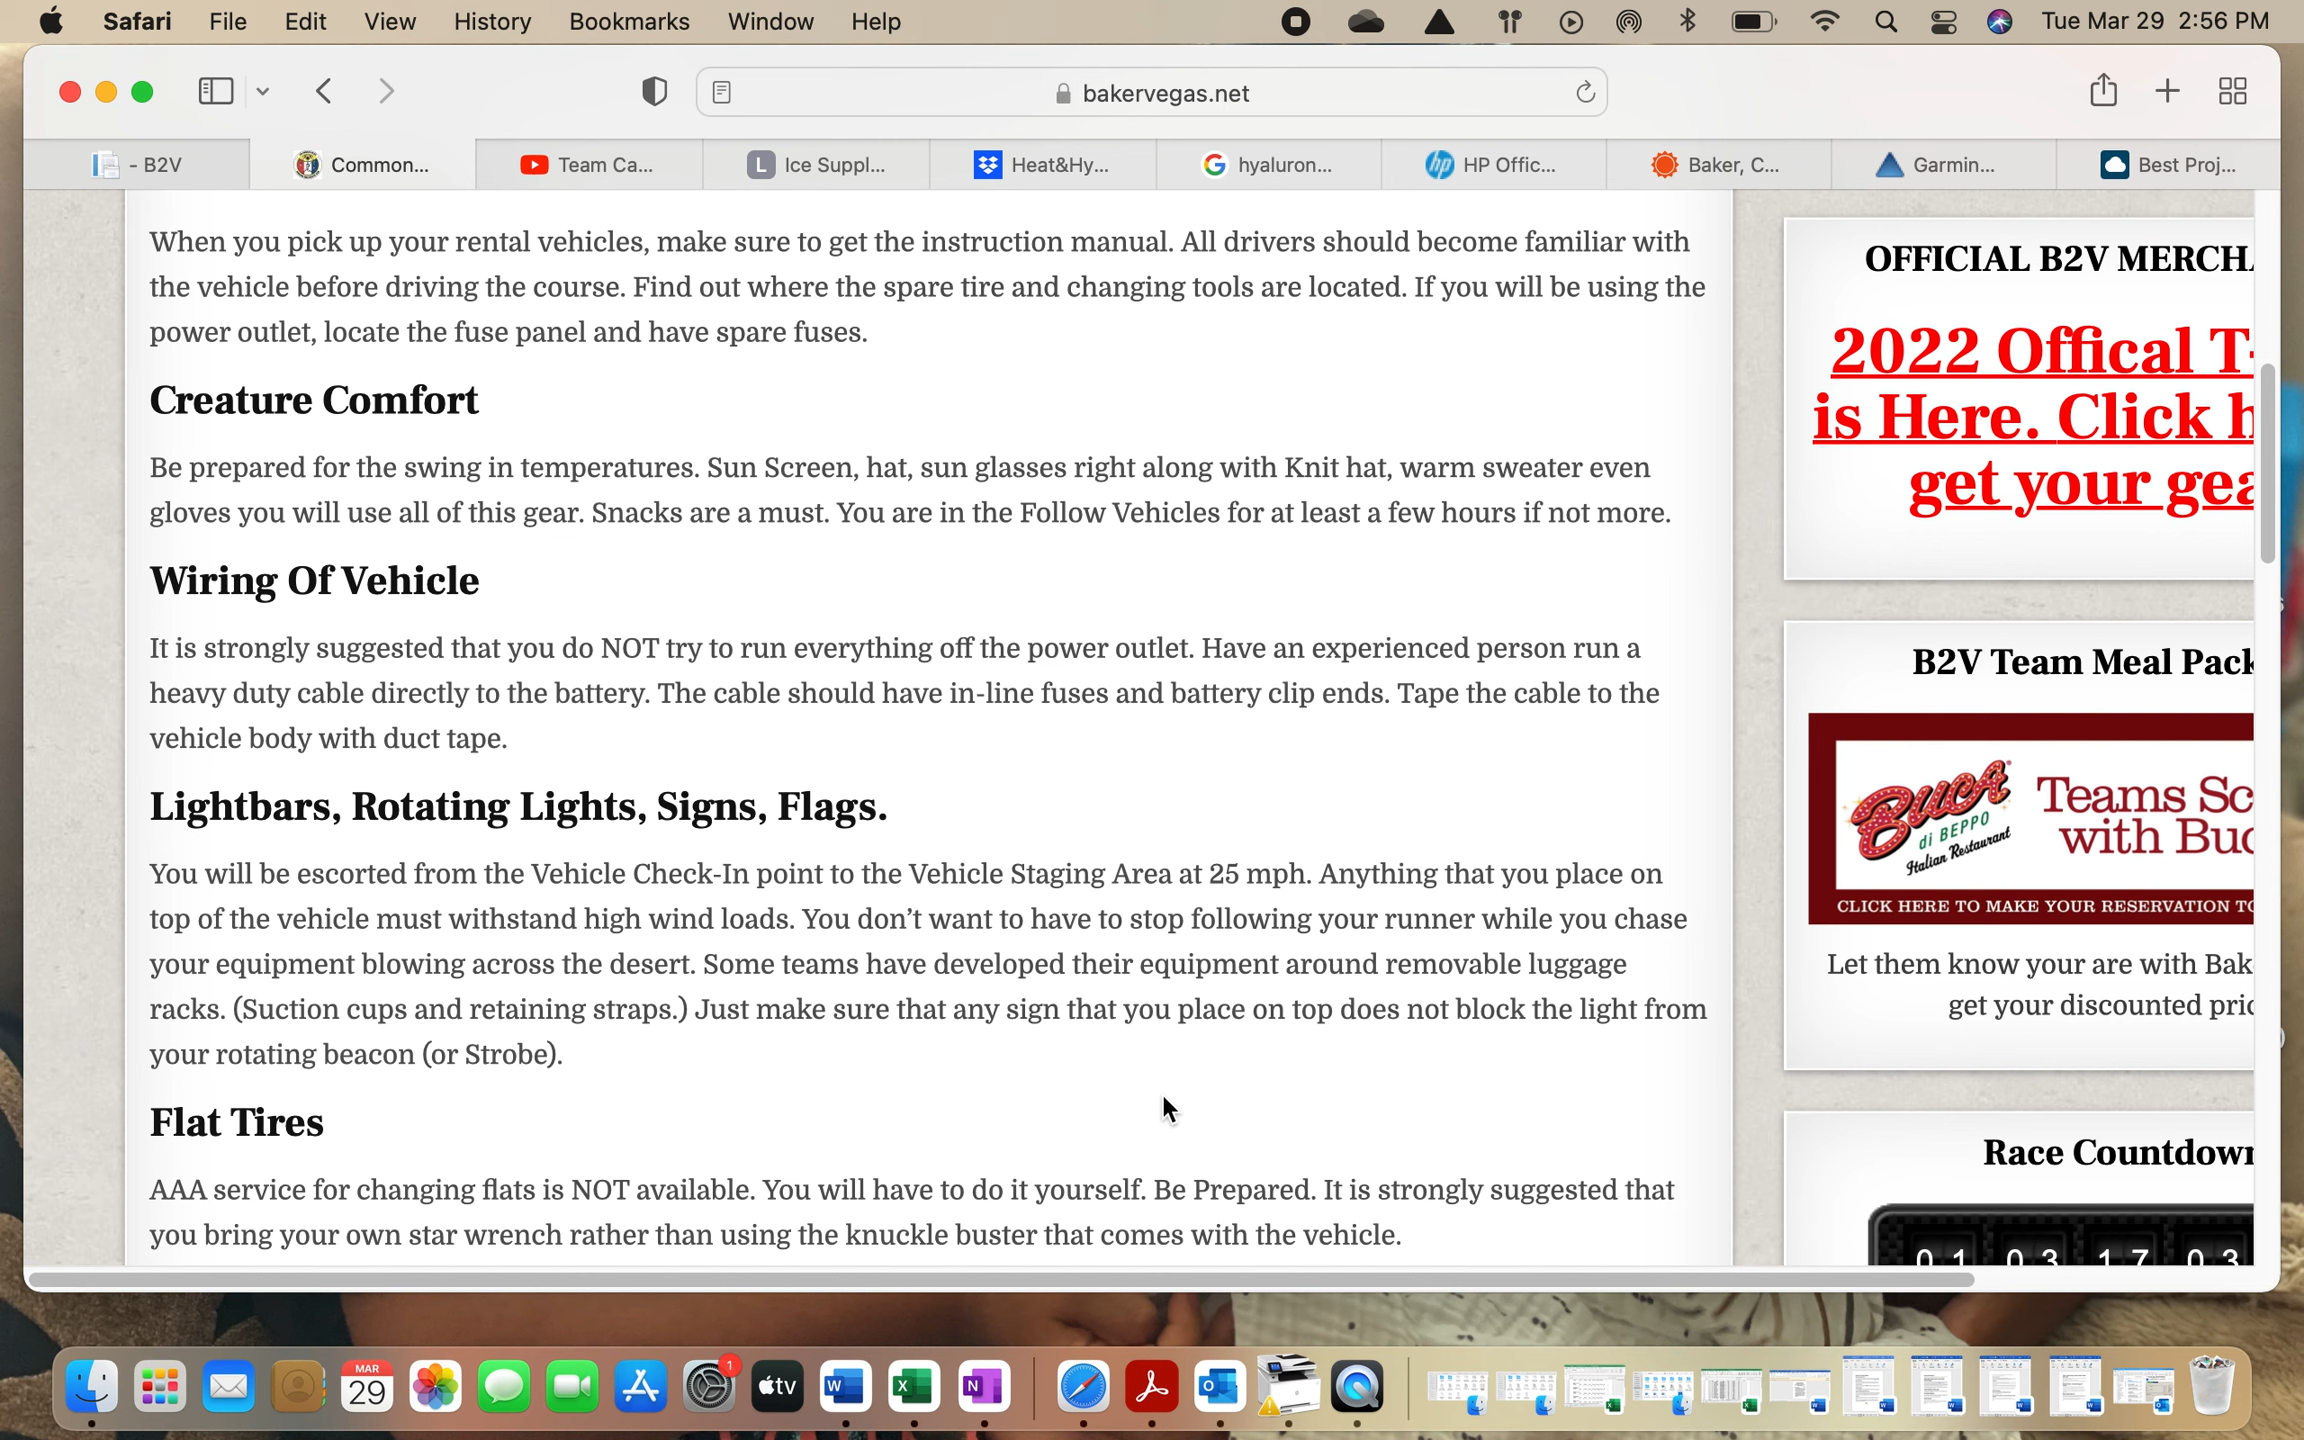 Safari File Edit View History Bookmarks Window Help Tue Mar 29 2:56 PM
bakervegas.net
- B2V Common... Team Ca... L Ice Suppl... Heat&Hy... G hyaluron... hp HP Offic... Baker, C... Garmin... Best Proj...
When you pick up your rental vehicles, make sure to get the instruction manual. All drivers should become familiar with
the vehicle before driving the course. Find out where the spare tire and changing tools are located. If you will be using the
power outlet, locate the fuse panel and have spare fuses.
Creature Comfort
Be prepared for the swing in temperatures. Sun Screen, hat, sun glasses right along with Knit hat, warm sweater even
gloves you will use all of this gear. Snacks are a must. You are in the Follow Vehicles for at least a few hours if not more.
Wiring Of Vehicle
It is strongly suggested that you do NOT try to run everything off the power outlet. Have an experienced person run a
heavy duty cable directly to the battery. The cable should have in-line fuses and battery clip ends. Tape the cable to the
vehicle body with duct tape.
Lightbars, Rotating Lights, Signs, Flags.
You will be escorted from the Vehicle Check-In point to the Vehicle Staging Area at 25 mph. Anything that you place on
top of the vehicle must withstand high wind loads. You don’t want to have to stop following your runner while you chase
your equipment blowing across the desert. Some teams have developed their equipment around removable luggage
racks. (Suction cups and retaining straps.) Just make sure that any sign that you place on top does not block the light from
your rotating beacon (or Strobe).
Flat Tires
AAA service for changing flats is NOT available. You will have to do it yourself. Be Prepared. It is strongly suggested that
you bring your own star wrench rather than using the knuckle buster that comes with the vehicle.
OFFICIAL B2V MERCHA
2022 Offical T-
is Here. Click h
get your gea
B2V Team Meal Pack
BUCA
di BEPPO
Italian Restaurant
Teams Sc
with Buc
CLICK HERE TO MAKE YOUR RESERVATION TO
Let them know your are with Bak
get your discounted pric
Race Countdown
01 03 17 03
MAR
29
1
tv
W
X
N
O